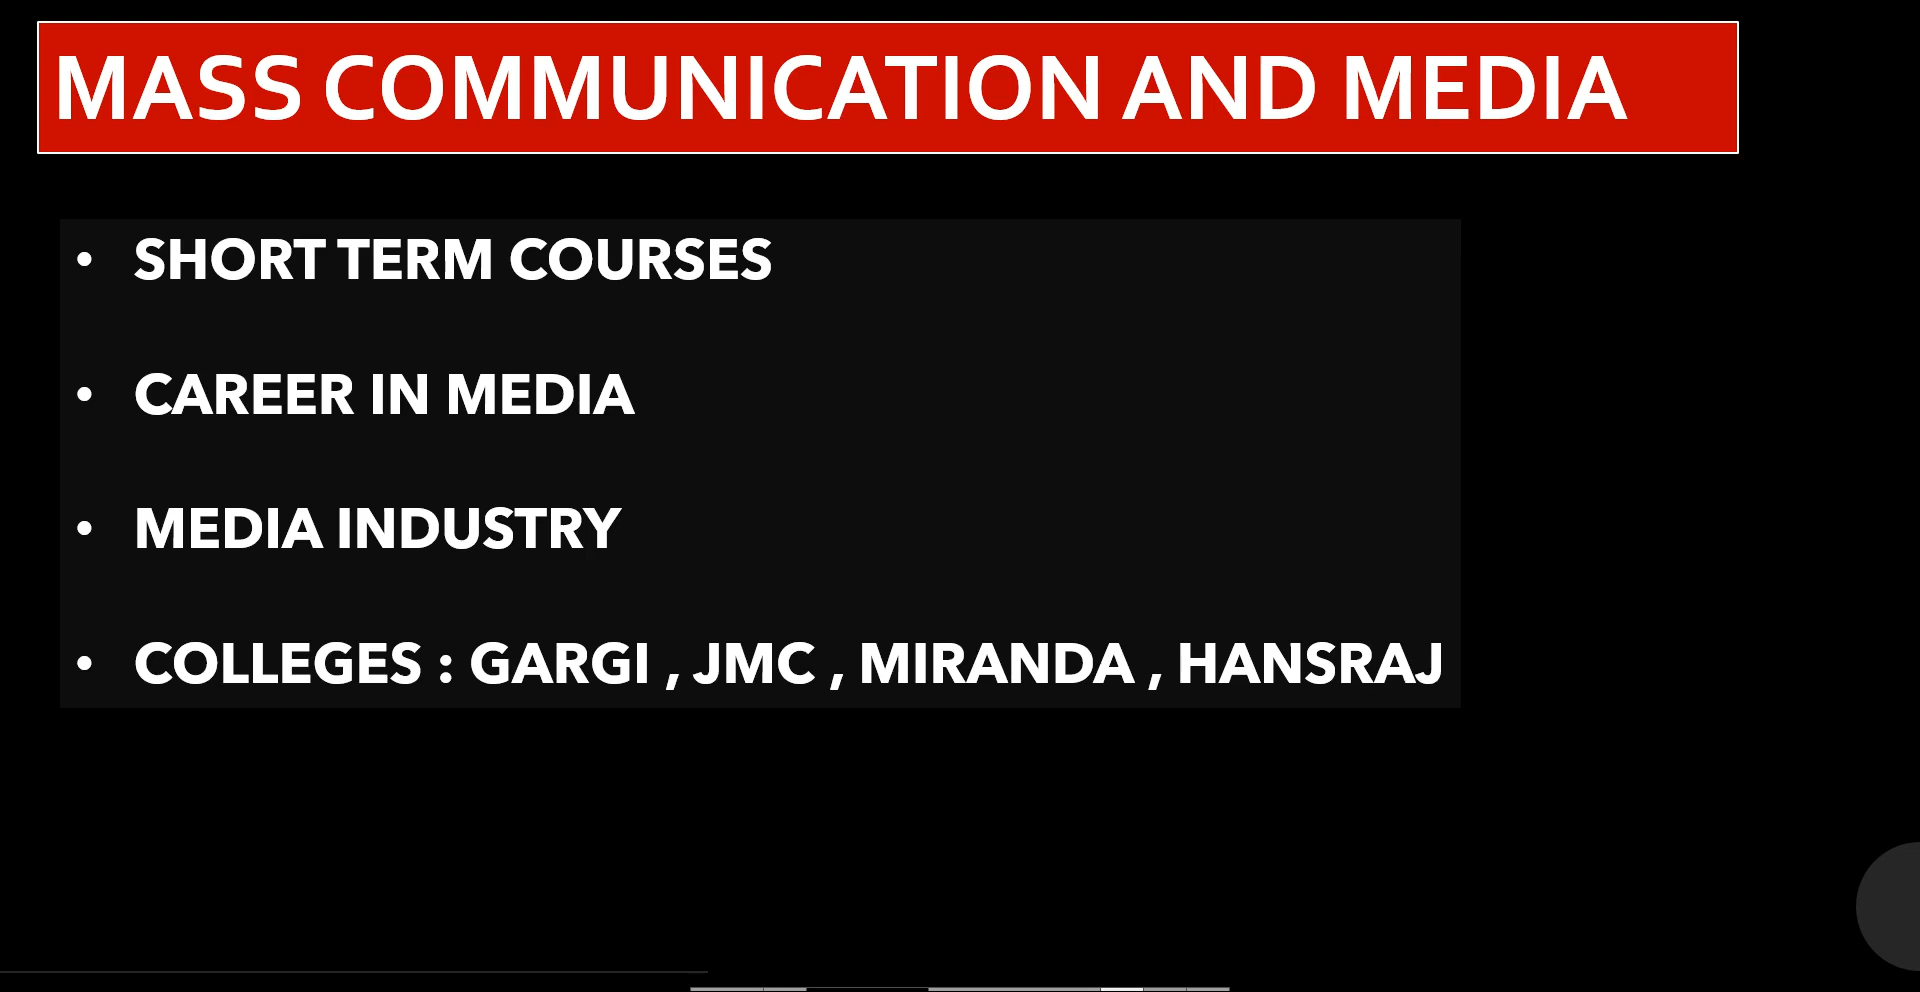 MASS COMMUNICATION AND MEDIA
• SHORT TERM COURSES
• CAREER IN MEDIA
• MEDIA INDUSTRY
• COLLEGES : GARGI , JMC , MIRANDA , HANSRAJ